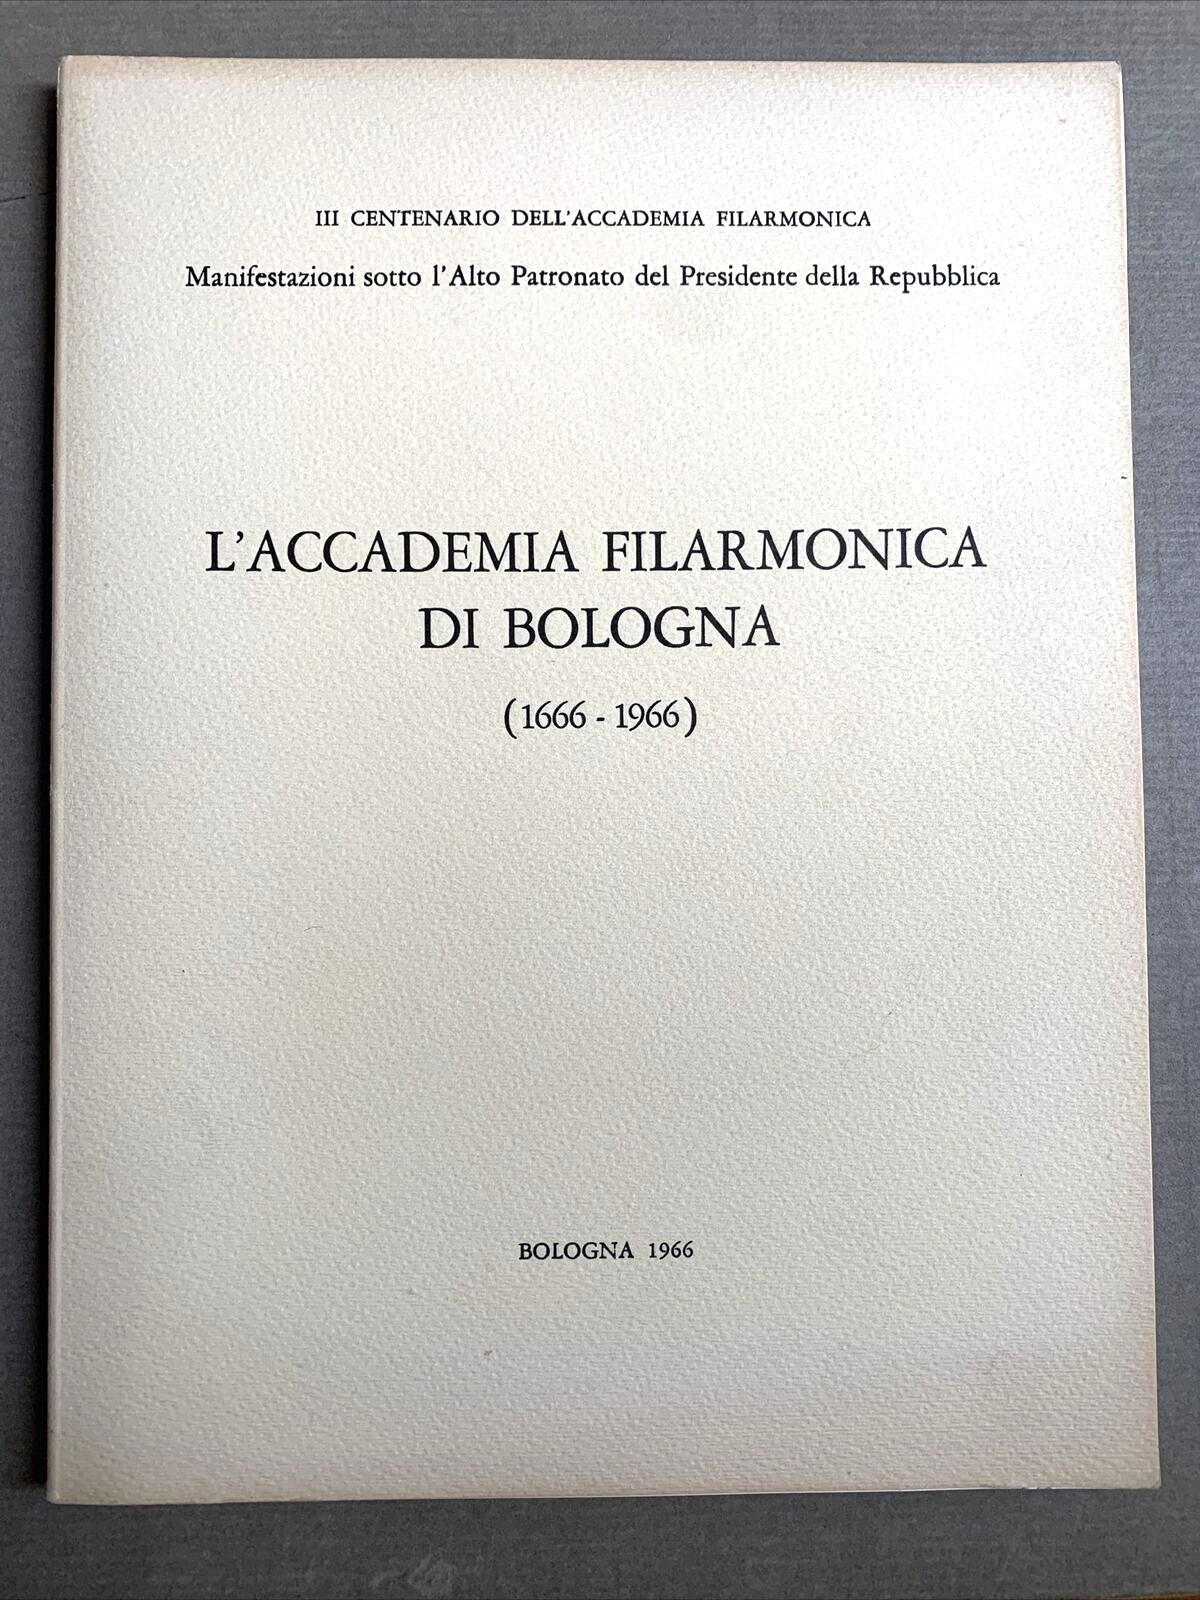 III CENTENARIO DELL'ACCADEMIA FILARMONICA
Manifestazioni sotto l'Alto Patronato del Presidente della Repubblica
L'ACCADEMIA FILARMONICA
DI BOLOGNA
(1666 - 1966)
BOLOGNA 1966